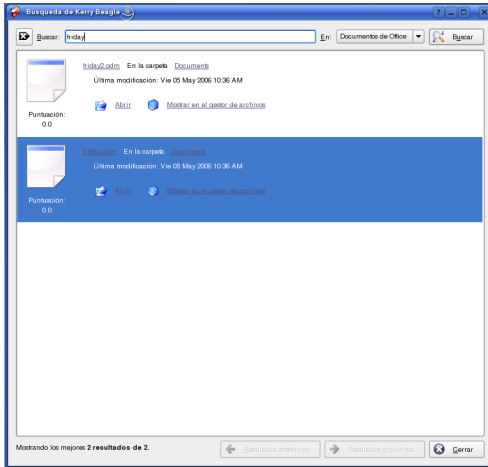 Búsqueda de Kerry Beagle
Buscar: friday En: Documentos de Office Buscar
friday2.odm En la carpeta Documents
Última modificación: Vie 05 May 2006 10:36 AM
Abrir Mostrar en el gestor de archivos
Puntuación:
0.0
friday.odm En la carpeta Documents
Última modificación: Vie 05 May 2006 10:36 AM
Abrir Mostrar en el gestor de archivos
Puntuación:
0.0
Mostrando los mejores 2 resultados de 2. Resultados anteriores Resultados siguientes Cerrar